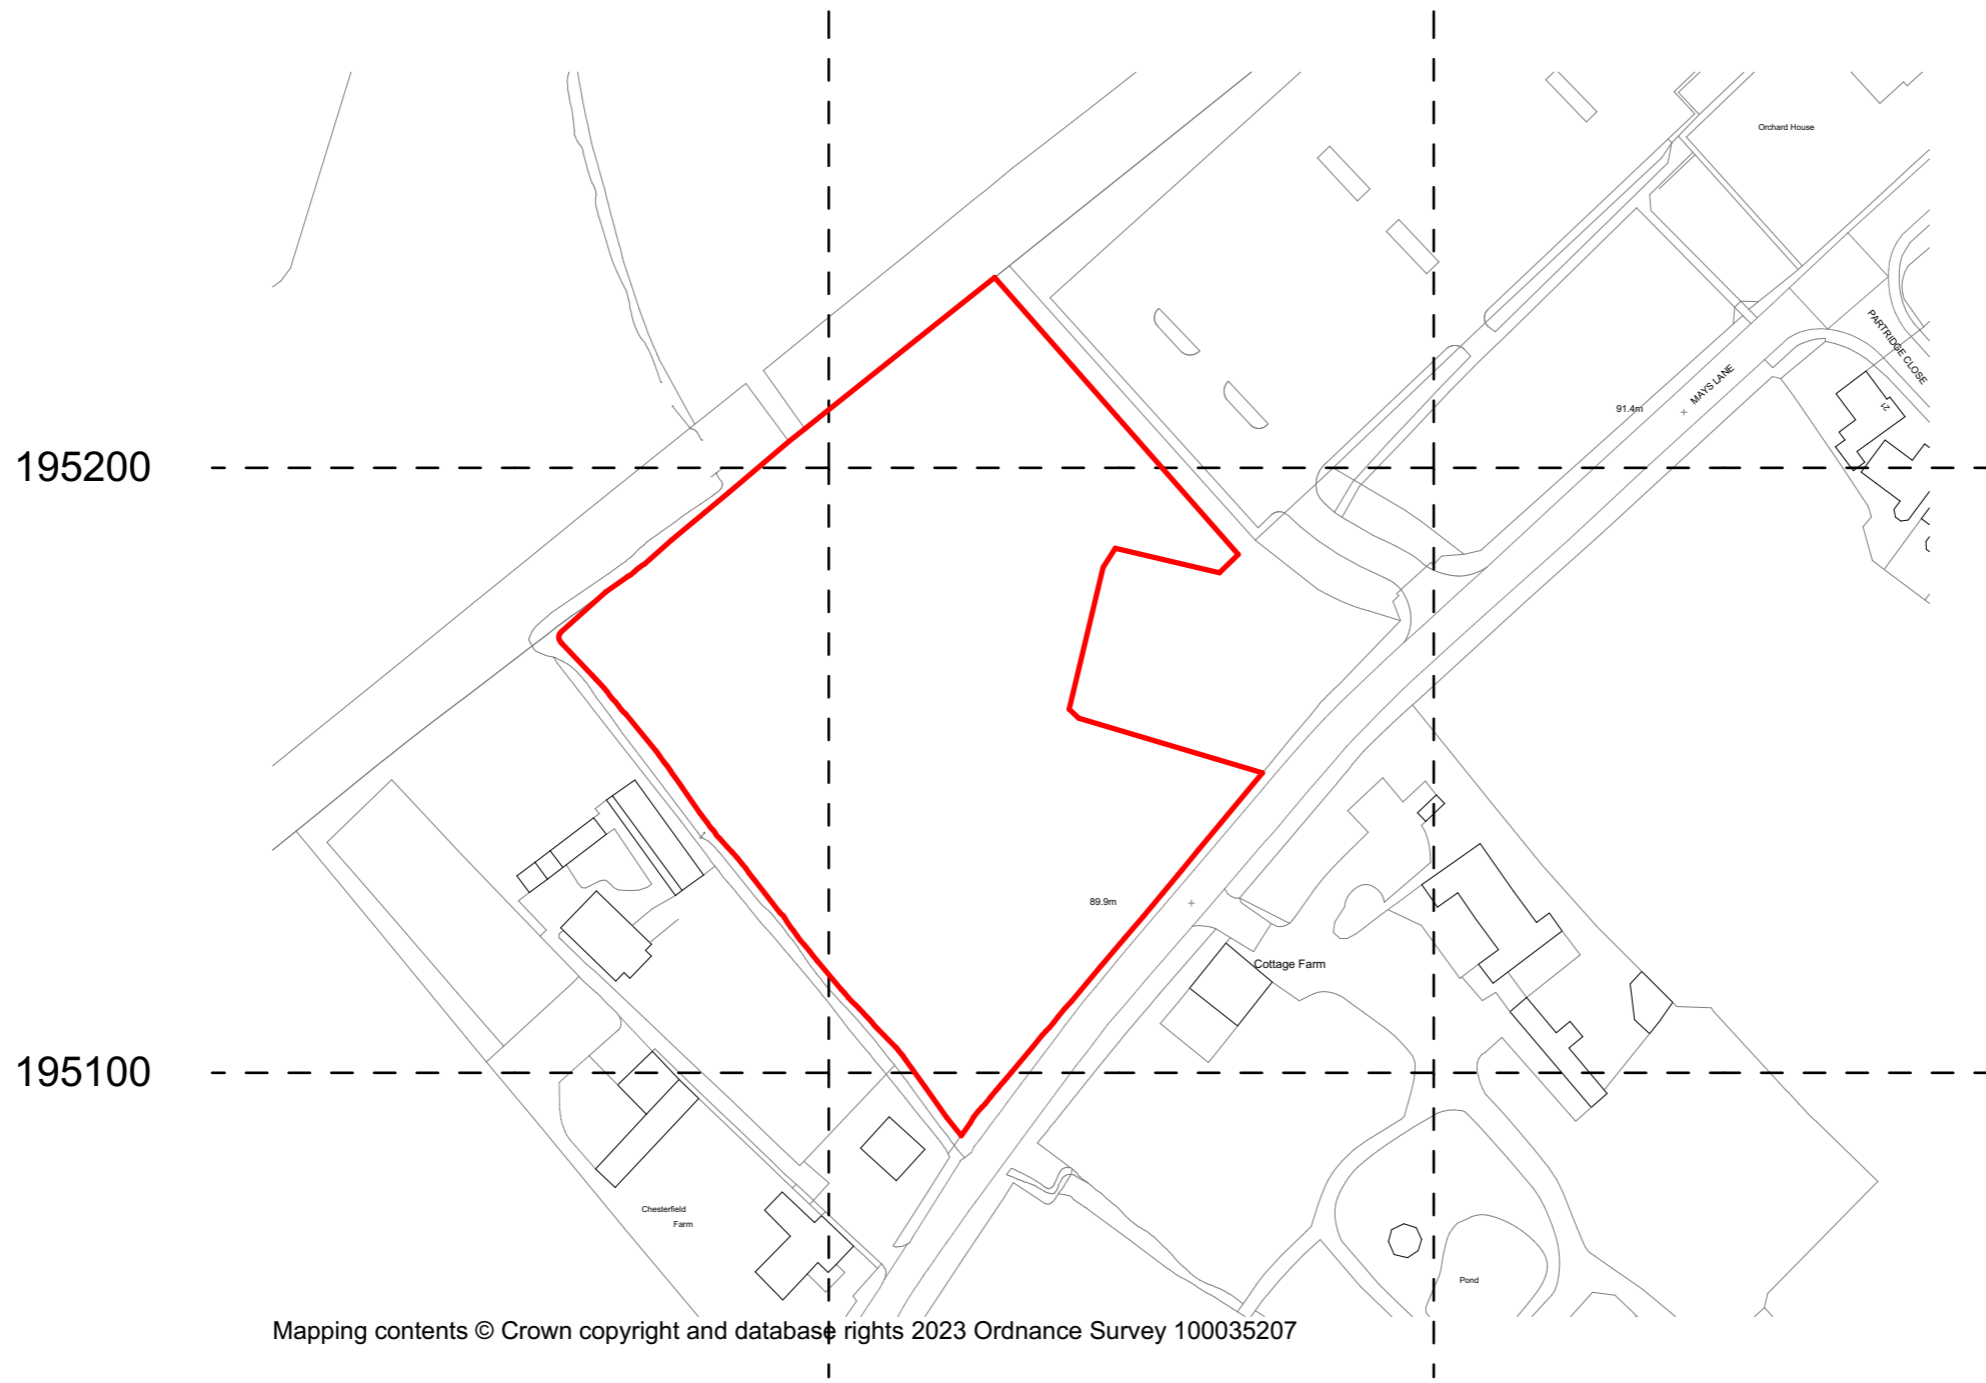 Orchard House
PARTRIDGE CLOSE
MAYS LANE
91.4m
21
195200
89.9m
Cottage Farm
195100
Chesterfield
Farm
Pond
Mapping contents © Crown copyright and database rights 2023 Ordnance Survey 100035207